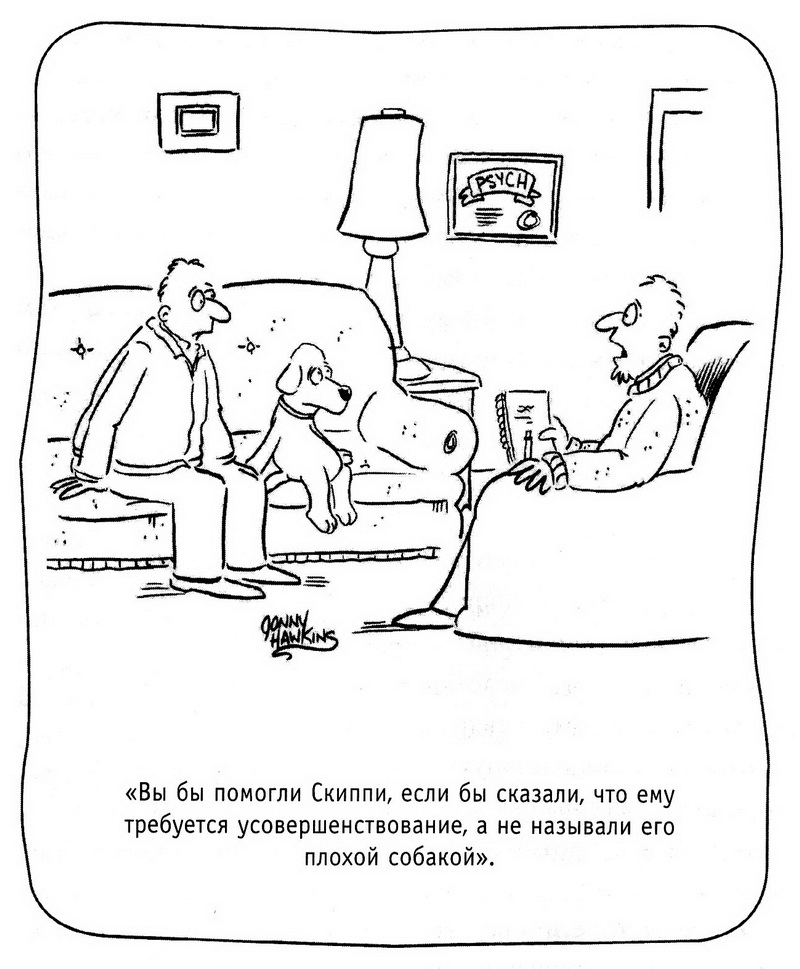 PSYCH
JONNY
HAWKINS
«Вы бы помогли Скиппи, если бы сказали, что ему
требуется усовершенствование, а не называли его
плохой собакой».